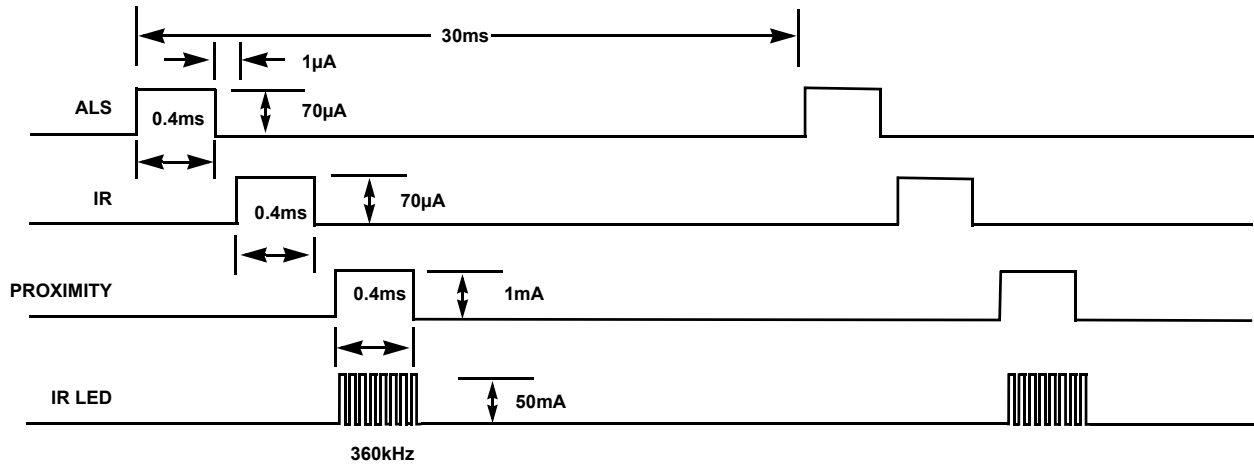 30ms
1µA
ALS
0.4ms
70µA
IR
0.4ms
70µA
PROXIMITY
0.4ms
1mA
IR LED
50mA
360kHz